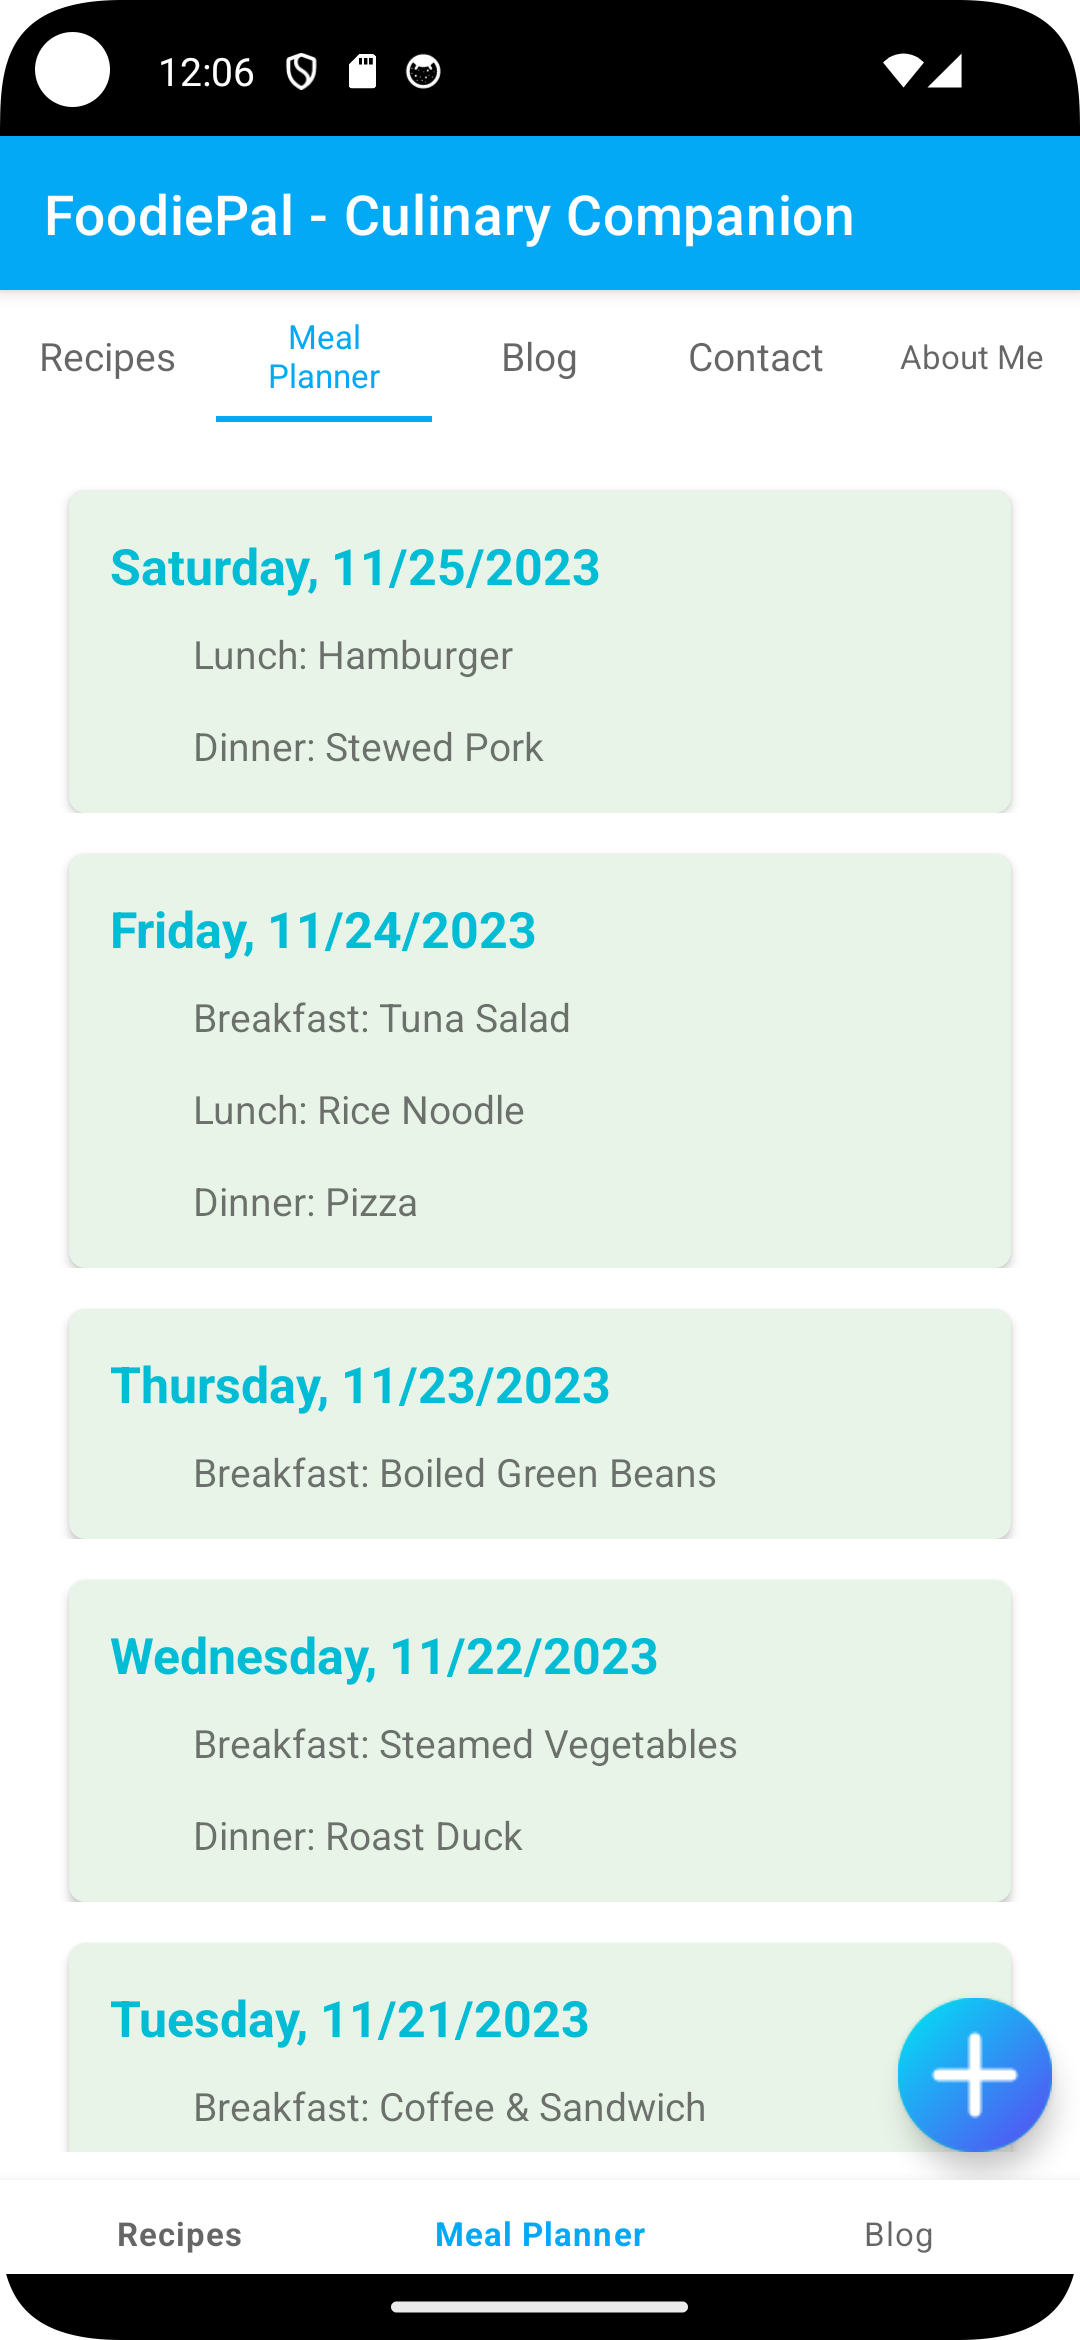 12:06
FoodiePal - Culinary Companion
Recipes
Meal
Planner
Blog
Contact
About Me
Saturday, 11/25/2023
Lunch: Hamburger
Dinner: Stewed Pork
Friday, 11/24/2023
Breakfast: Tuna Salad
Lunch: Rice Noodle
Dinner: Pizza
Thursday, 11/23/2023
Breakfast: Boiled Green Beans
Wednesday, 11/22/2023
Breakfast: Steamed Vegetables
Dinner: Roast Duck
Tuesday, 11/21/2023
Breakfast: Coffee & Sandwich
Recipes
Meal Planner
Blog